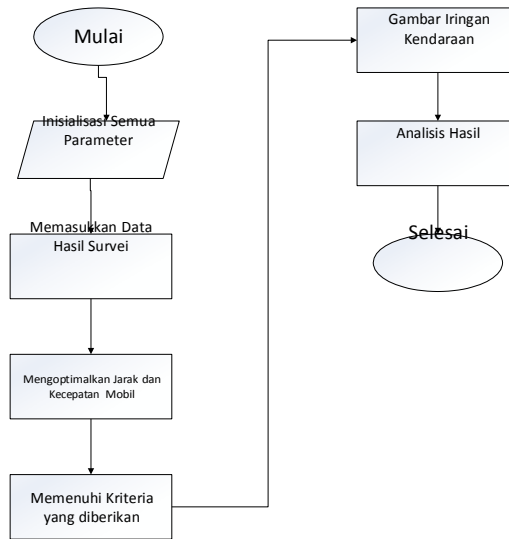 Mulai
Inisialisasi Semua
Parameter
Memasukkan Data
Hasil Survei
Mengoptimalkan Jarak dan
Kecepatan Mobil
Memenuhi Kriteria
yang diberikan
Gambar Iringan
Kendaraan
Analisis Hasil
Selesai